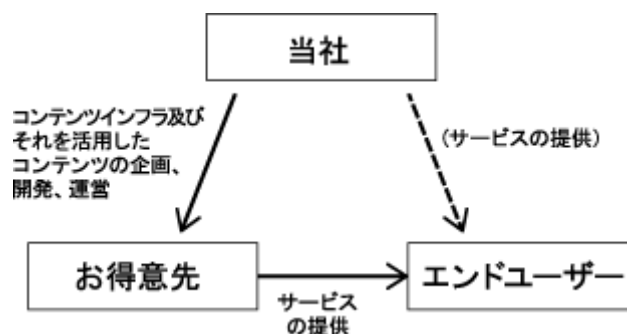 当社
コンテンツインフラ及び
それを活用した
コンテンツの企画、
開発、運営
(サービスの提供)
お得意先
サービス
の提供
エンドユーザー